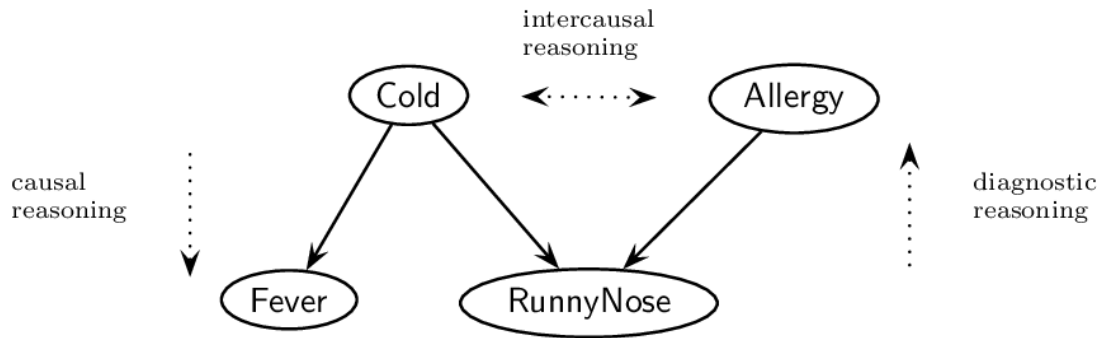 intercausal
reasoning
Cold
Allergy
causal
reasoning
diagnostic
reasoning
Fever
RunnyNose